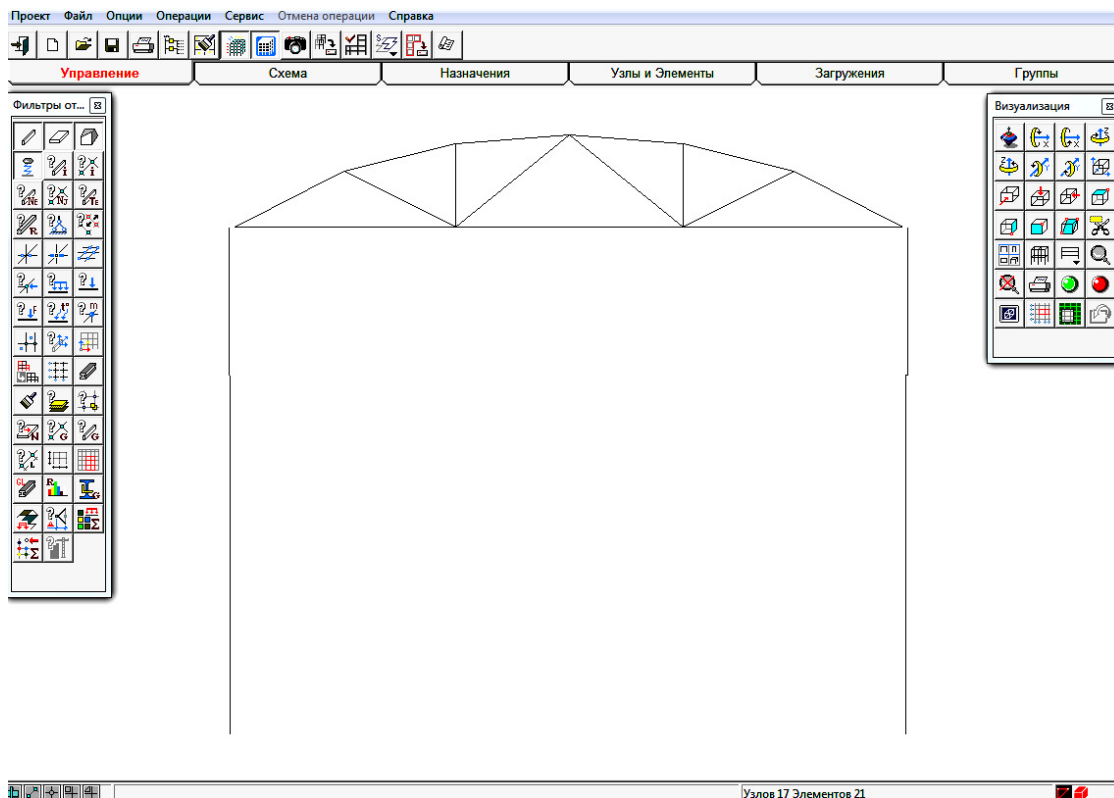 Проект Файл Опции Операции Сервис Отмена операции Справка
Управление Схема Назначения Узлы и Элементы Загружения Группы
Фильтры от...
Визуализация
Узлов 17 Элементов 21